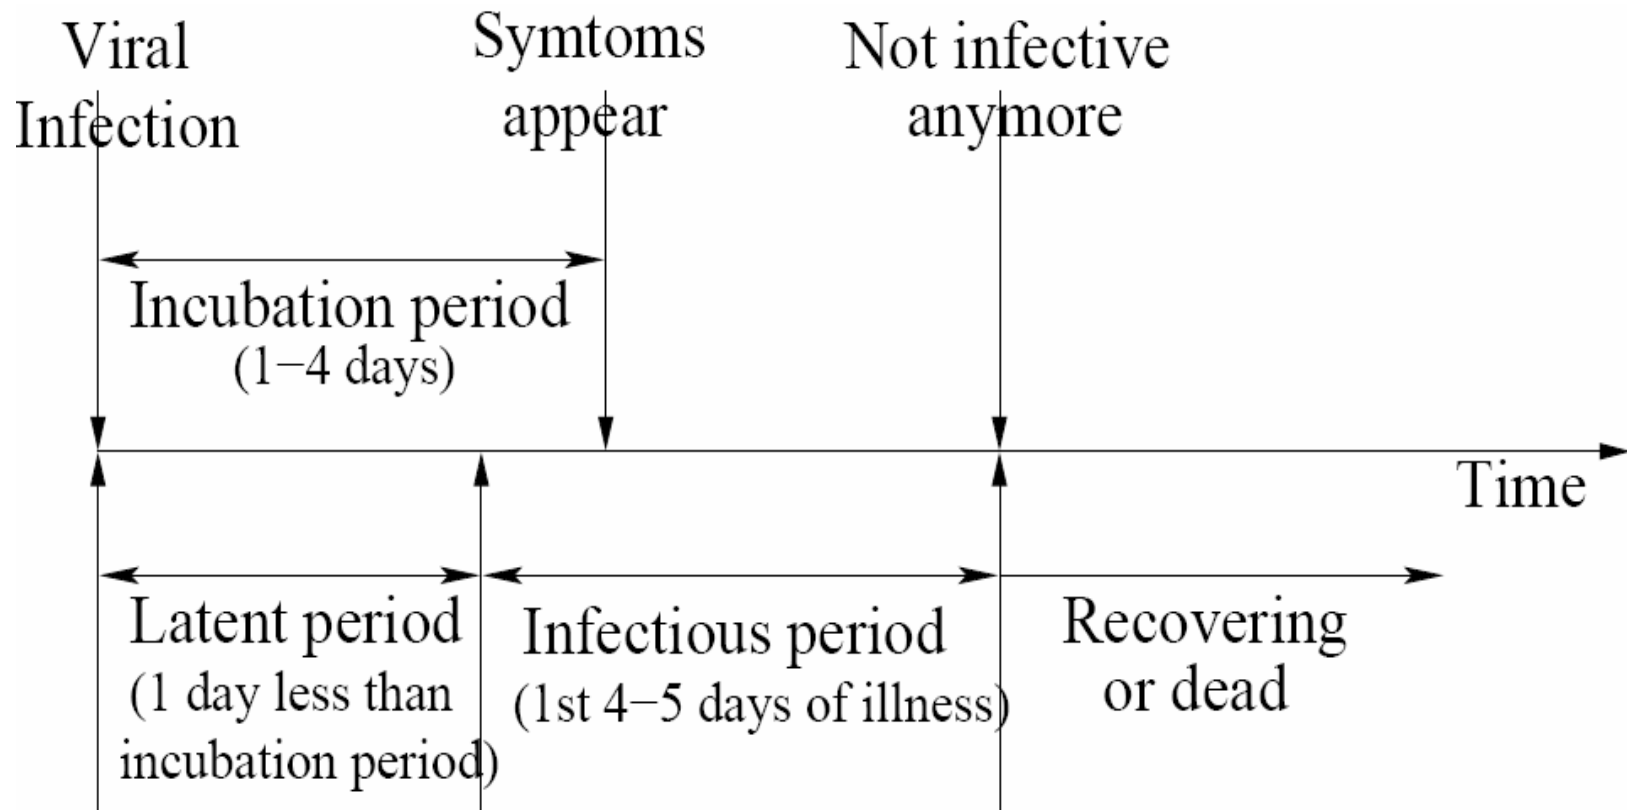 Viral
Infection
Symtoms
appear
Not infective
anymore
Incubation period
(1−4 days)
Time
Latent period
(1 day less than
incubation period)
Infectious period
(1st 4−5 days of illness)
Recovering
or dead